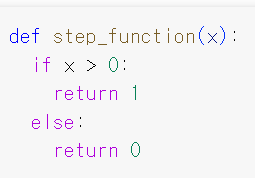 def step_function(x):
  if x > 0:
    return 1
  else:
    return 0